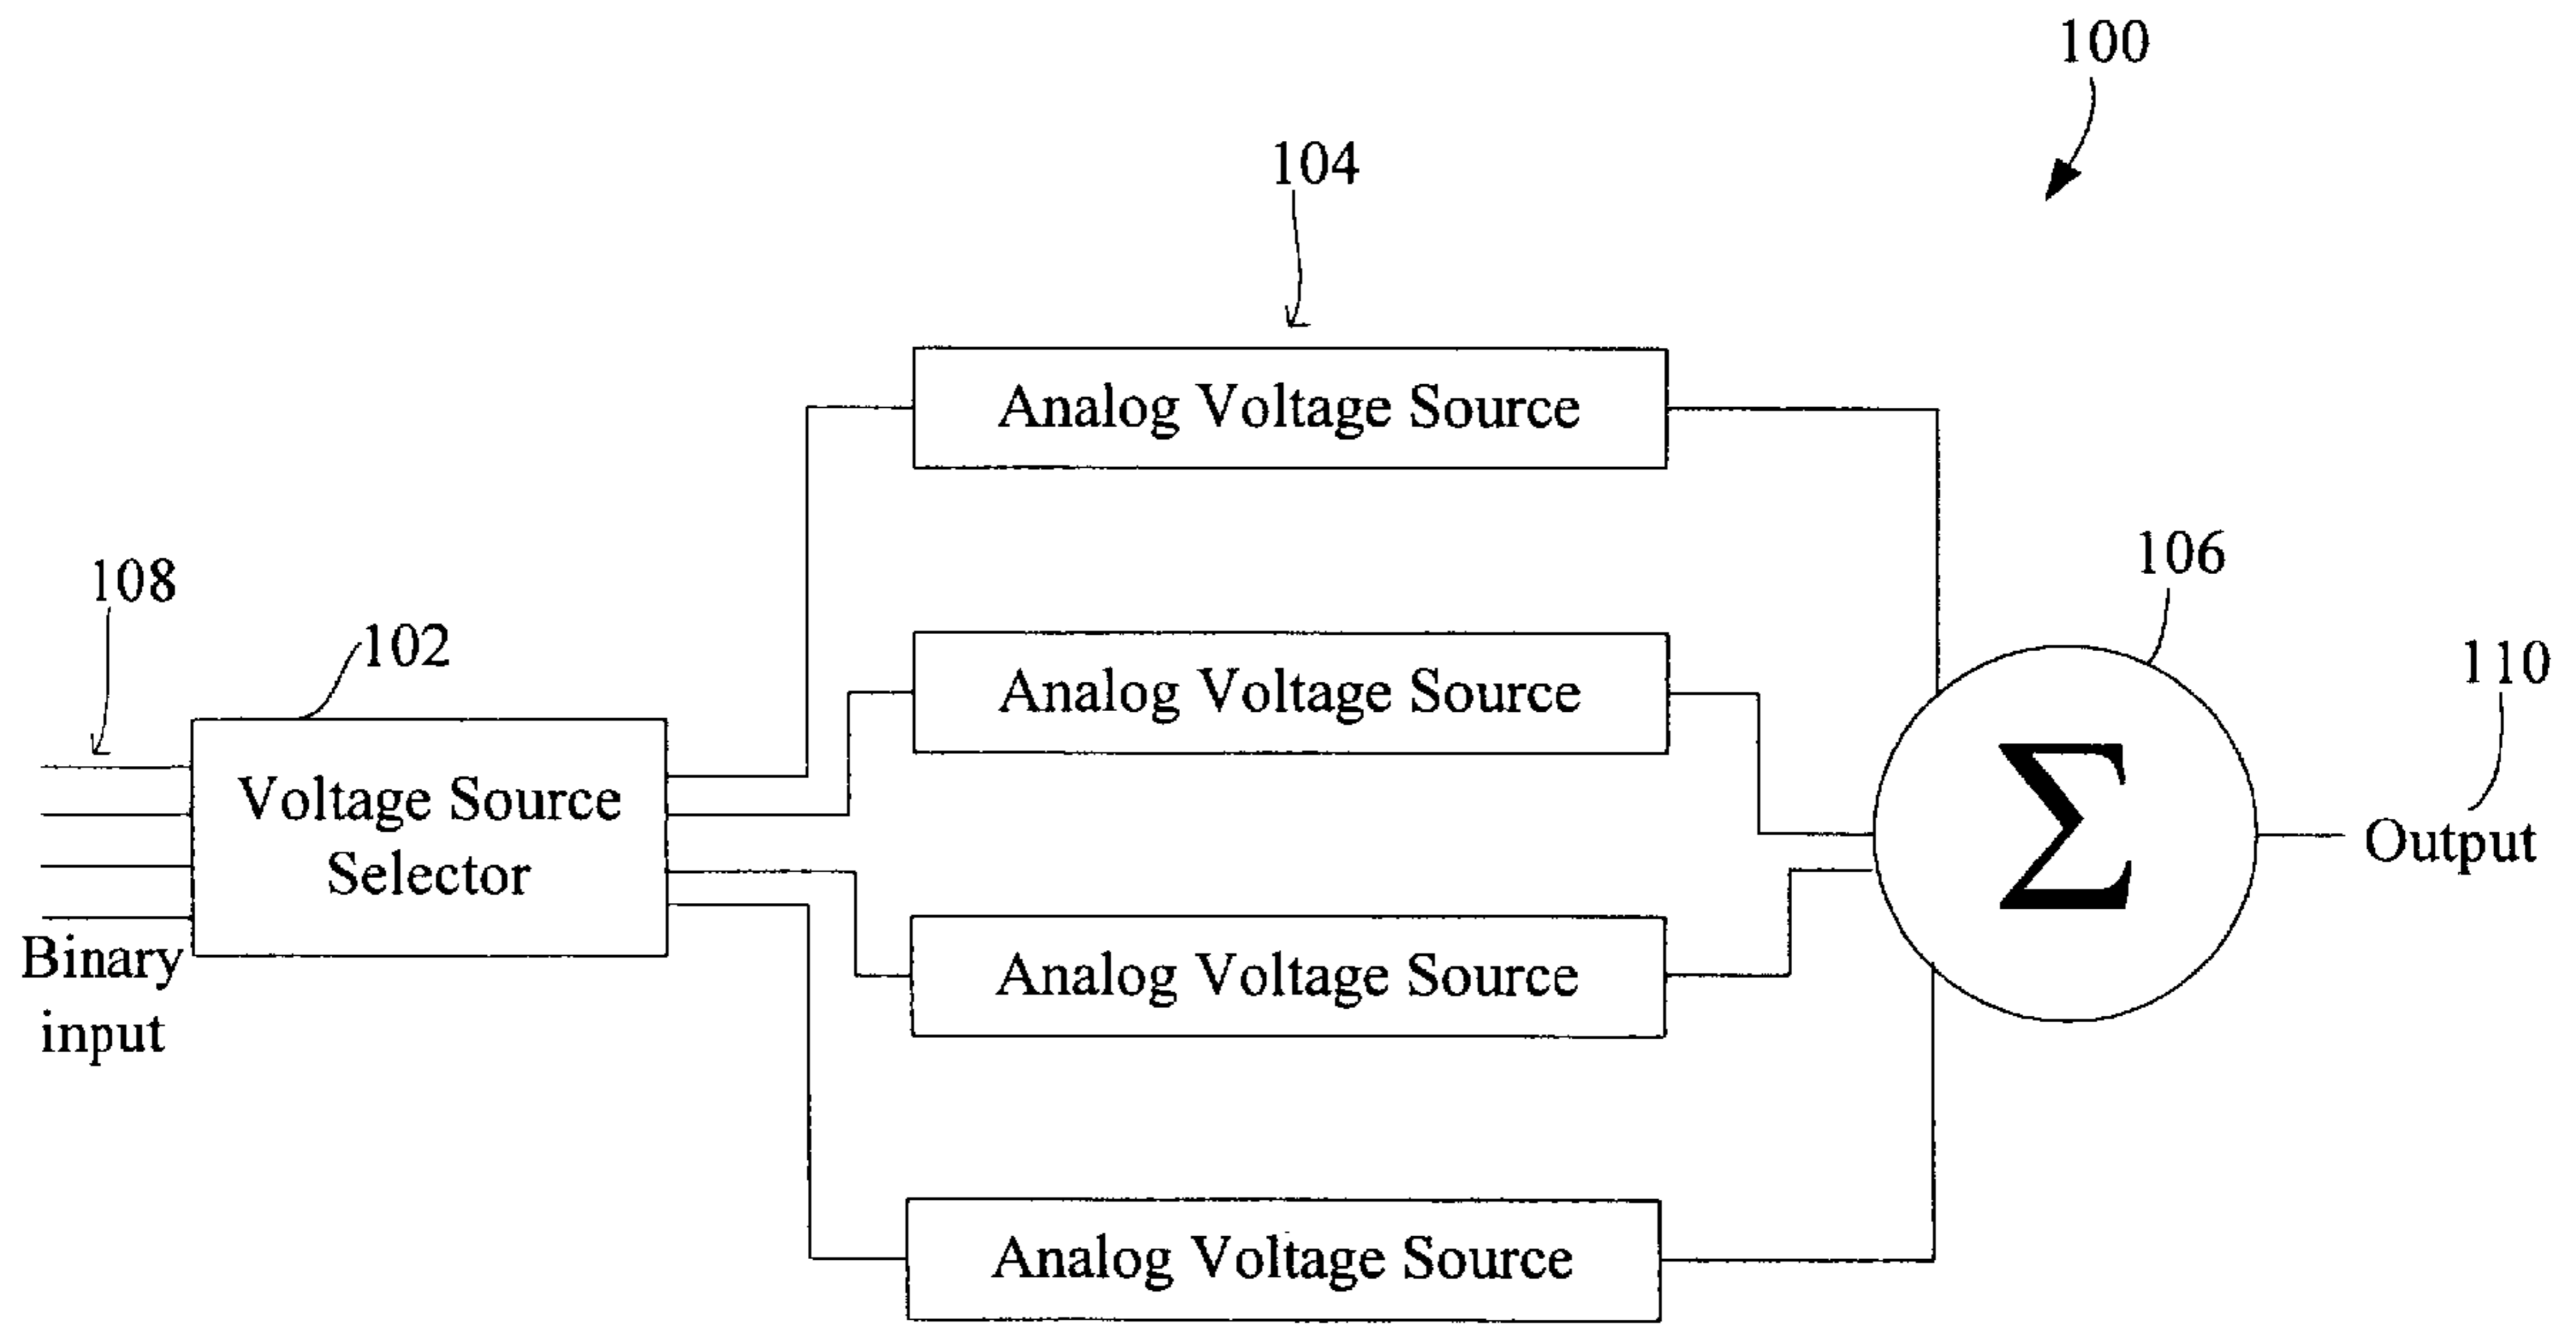 100
104
Analog Voltage Source
106
108
102
110
Analog Voltage Source
Voltage Source
Selector
Σ
Output
Binary
input
Analog Voltage Source
Analog Voltage Source